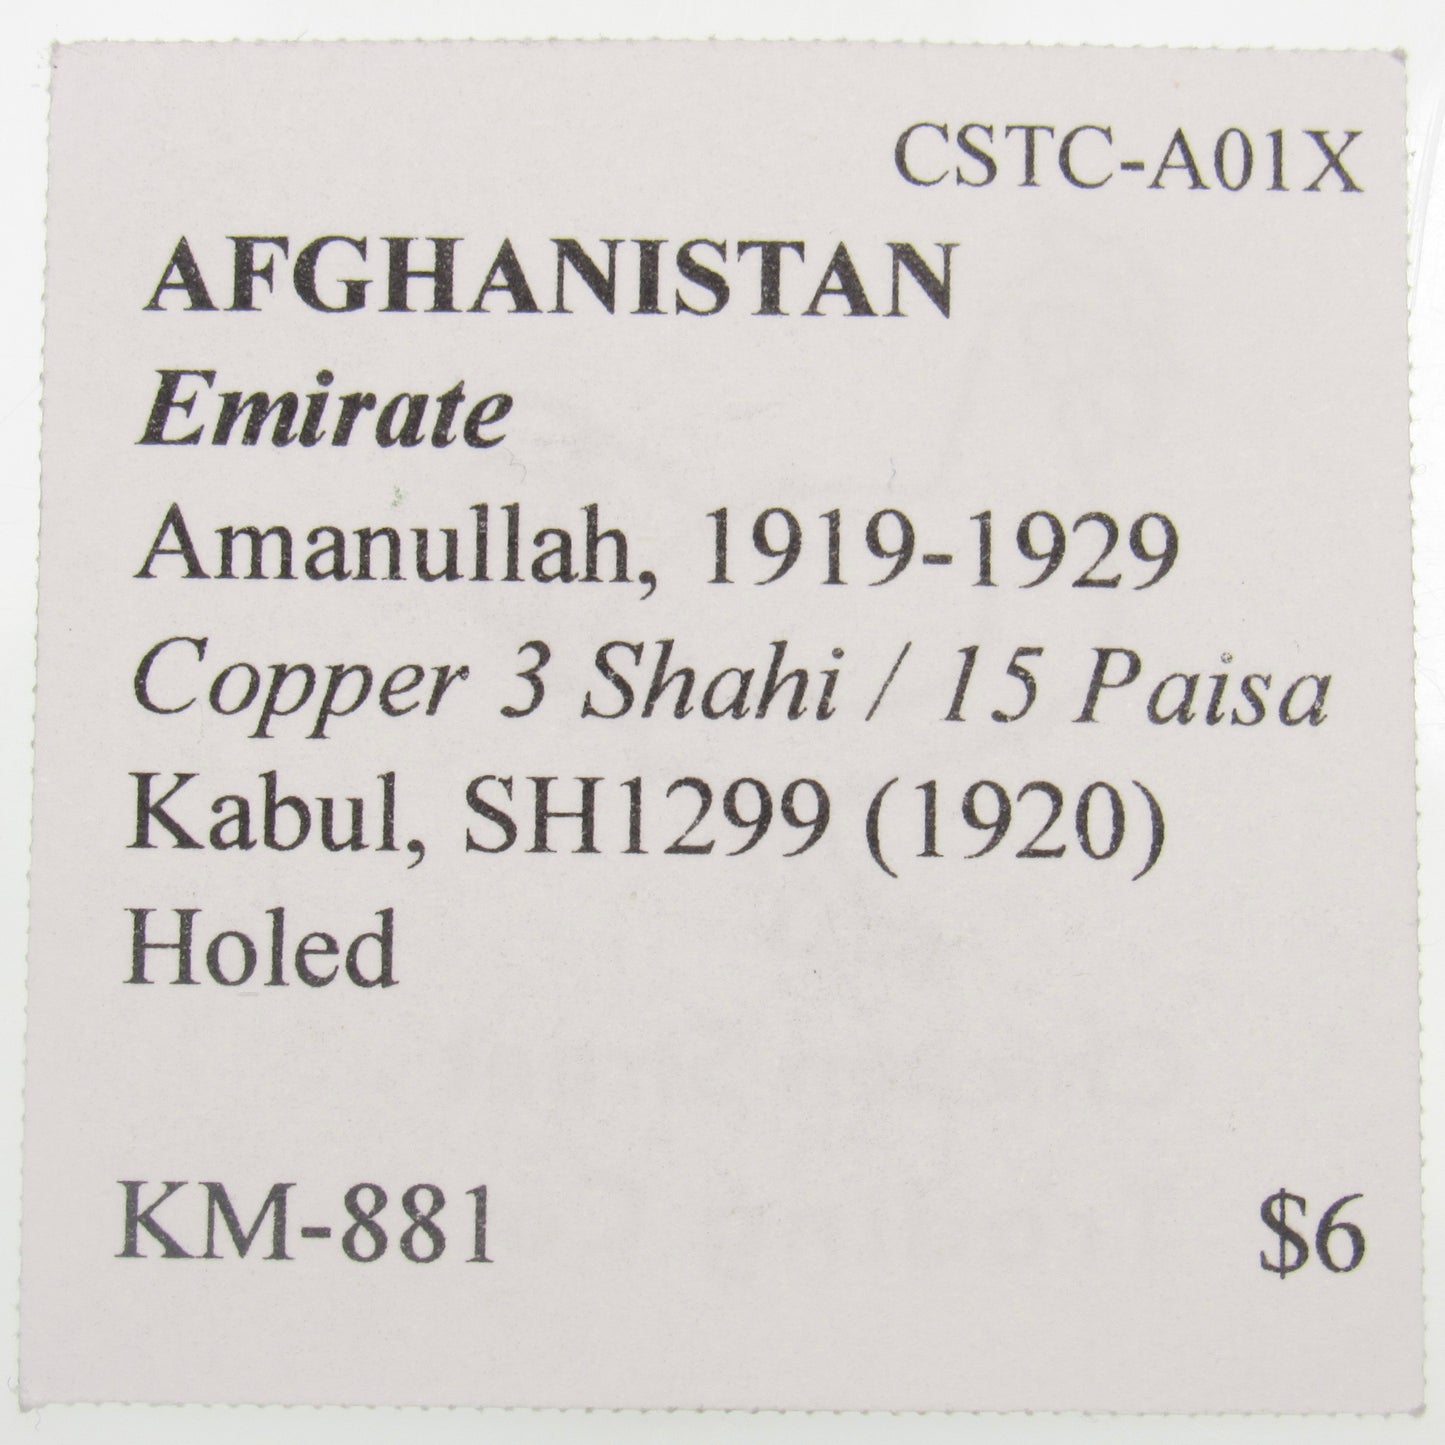 CSTC-A01X
AFGHANISTAN
Emirate
Amanullah, 1919-1929
Copper 3 Shahi / 15 Paisa
Kabul, SH1299 (1920)
Holed
KM-881 $6